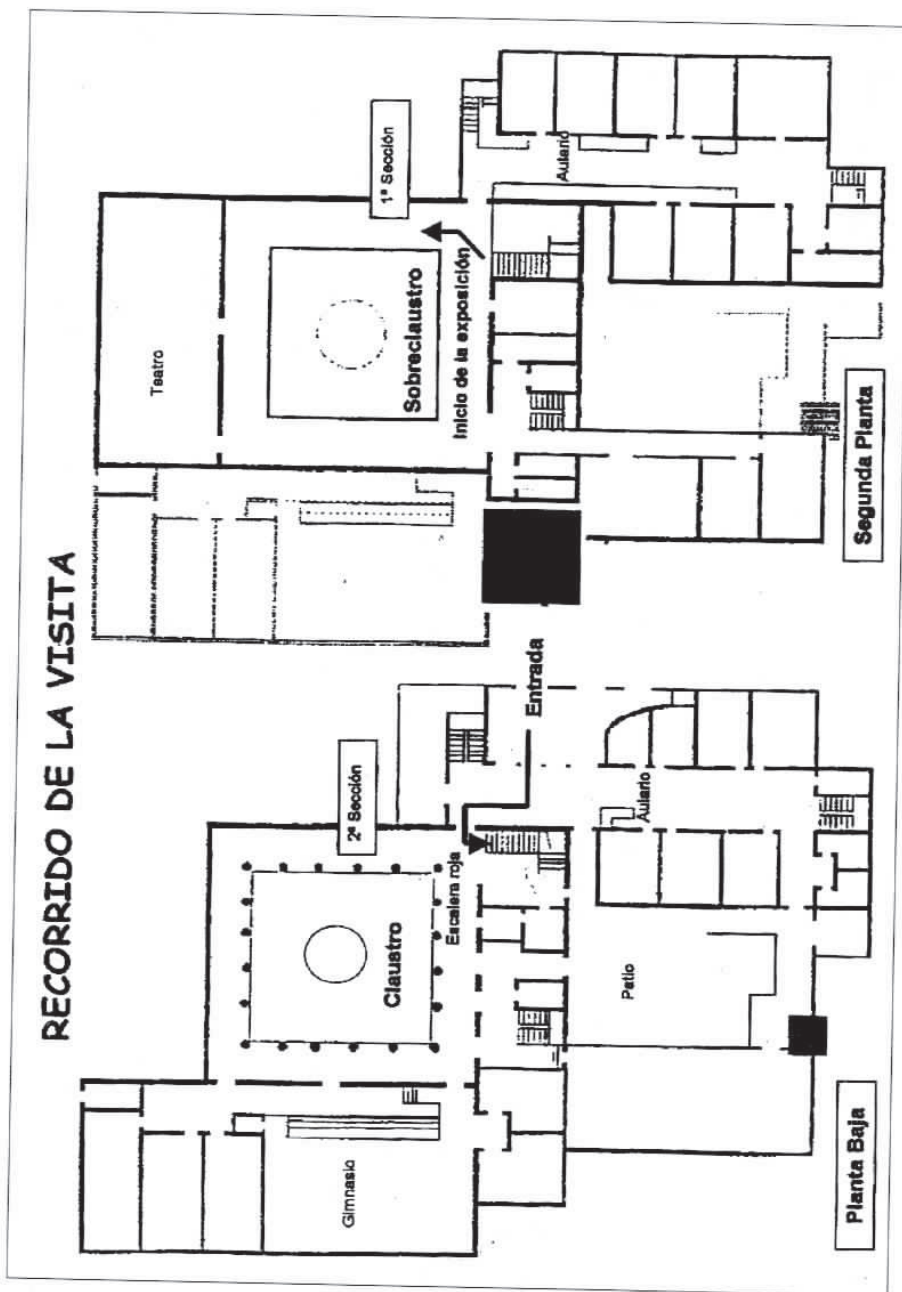 RECORRIDO DE LA VISITA
Gimnasio
Claustro
2ª Sección
Escalera roja
Entrada
Patio
Aulario
Planta Baja
Teatro
1ª Sección
Sobreclaustro
Inicio de la exposición
Aulario
Segunda Planta